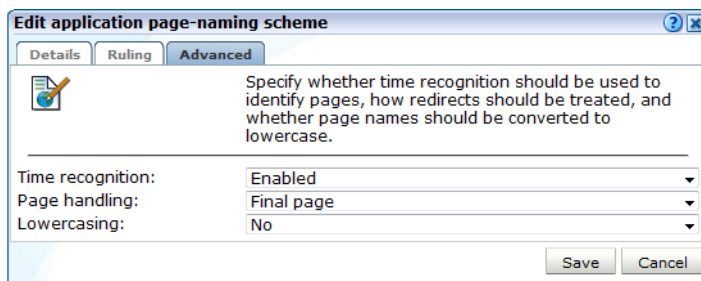 Edit application page-naming scheme
Details Ruling Advanced
Specify whether time recognition should be used to
identify pages, how redirects should be treated, and
whether page names should be converted to
lowercase.
Time recognition: Enabled
Page handling: Final page
Lowercasing: No
Save Cancel